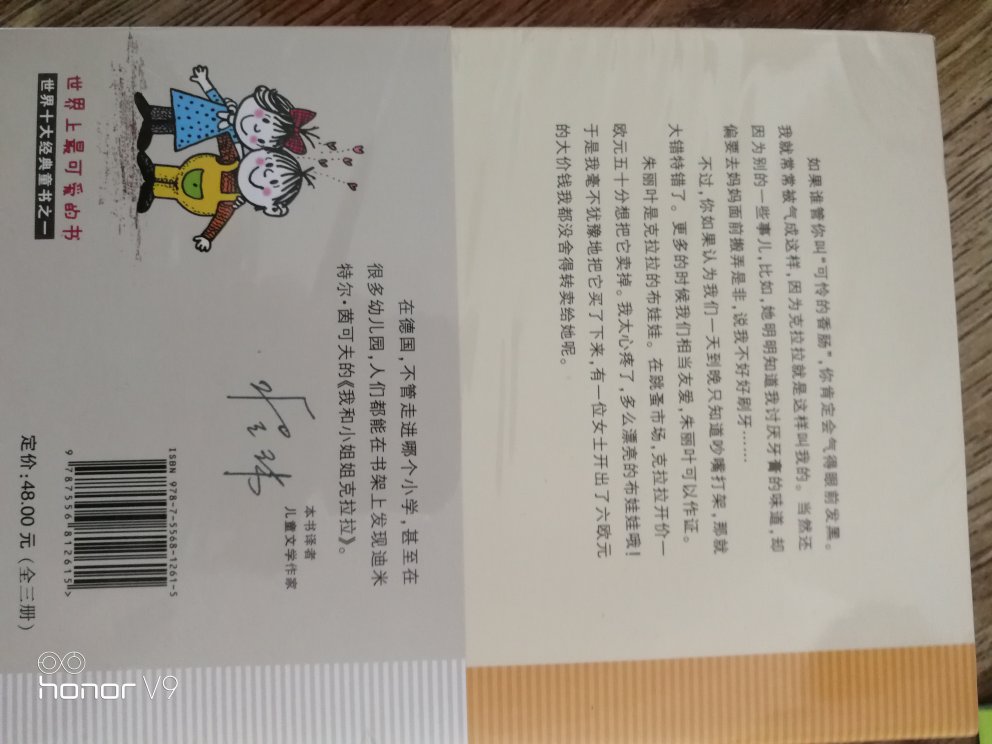 如果谁管你叫“可怜的香肠”,你肯定会气得眼前发黑。
我就常常被气成这样,因为克拉拉就是这样叫我的。当然还
因为别的一些事儿,比如,她明明知道我讨厌牙膏的味道,却
偏要去妈妈面前搬弄是非,说我不好好刷牙……
不过,你如果认为我们一天到晚只知道吵嘴打架,那就
大错特错了。更多的时候我们相当友爱,朱丽叶可以作证。
朱丽叶是克拉拉的布娃娃。在跳蚤市场,克拉拉开价一
欧元五十分想把它卖掉。我太心疼了,多么漂亮的布娃娃哦!
于是我毫不犹豫地把它买了下来,有一位女士开出了六欧元
的大价钱我都没舍得转卖给她呢。
在德国,不管走进哪个小学,甚至在
很多幼儿园,人们都能在书架上发现迪米
特尔·茵可夫的《我和小姐姐克拉拉》。
本书译者
儿童文学作家
世界上最可爱的书
世界十大经典童书之一
ISBN 978-7-5568-1261-5
9 787556 812615 >
定价:48.00 元(全三册)
honor V9